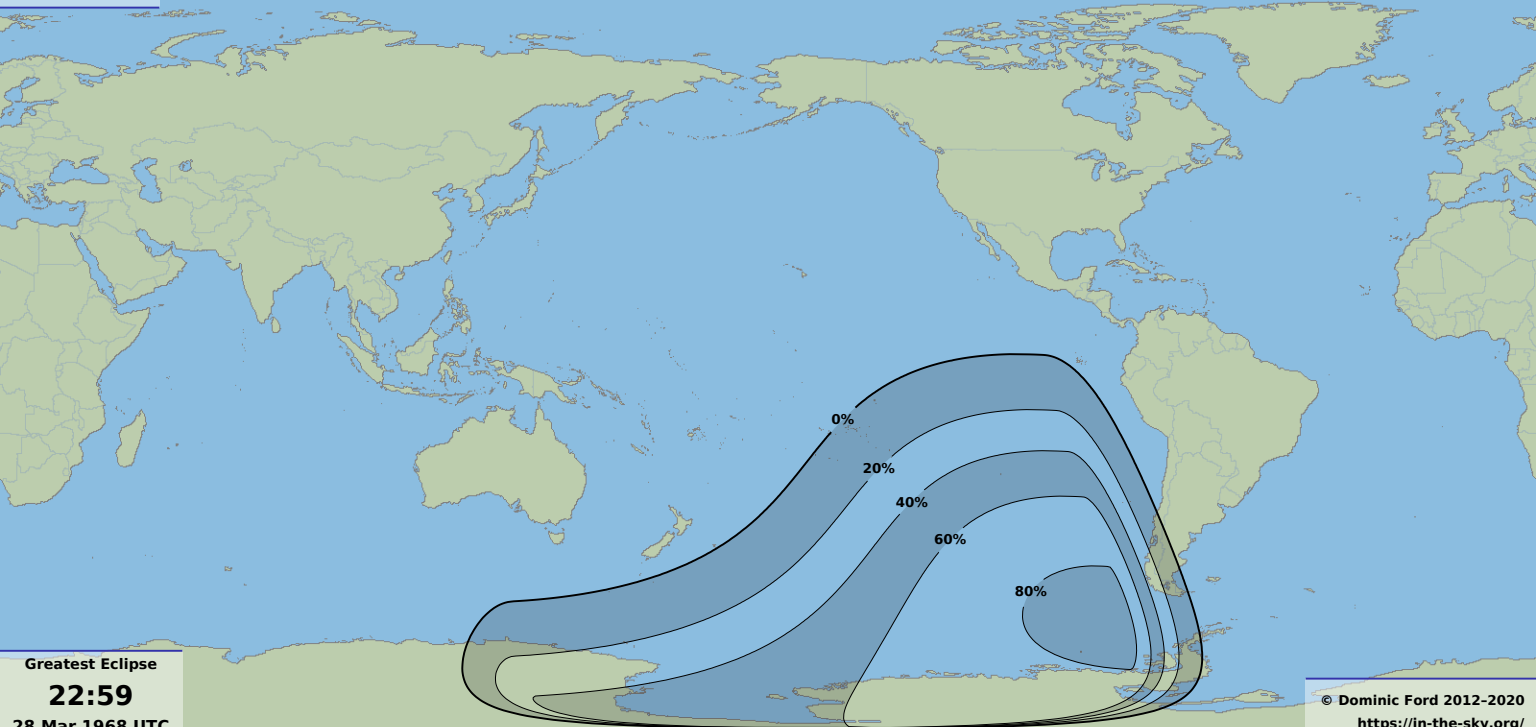 0%
20%
40%
60%
80%
Greatest Eclipse
22:59
28 Mar 1968 UTC
© Dominic Ford 2012–2020
https://in-the-sky.org/